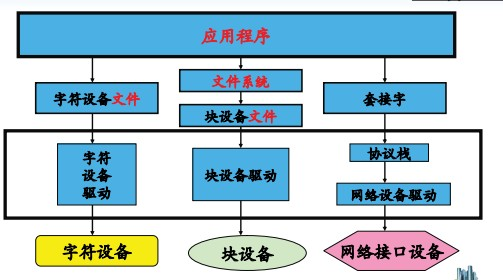 应用程序
文件系统
字符设备文件
块设备文件
套接字
字符
设备
驱动
块设备驱动
协议栈
网络设备驱动
字符设备
块设备
网络接口设备